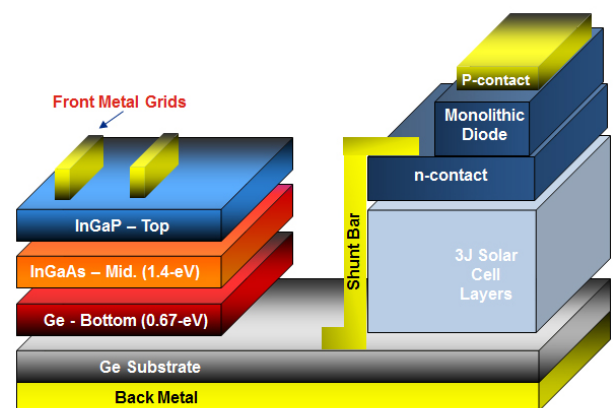 Front Metal Grids
InGaP – Top
InGaAs – Mid. (1.4-eV)
Ge - Bottom (0.67-eV)
Ge Substrate
Back Metal
Shunt Bar
P-contact
Monolithic
Diode
n-contact
3J Solar
Cell
Layers